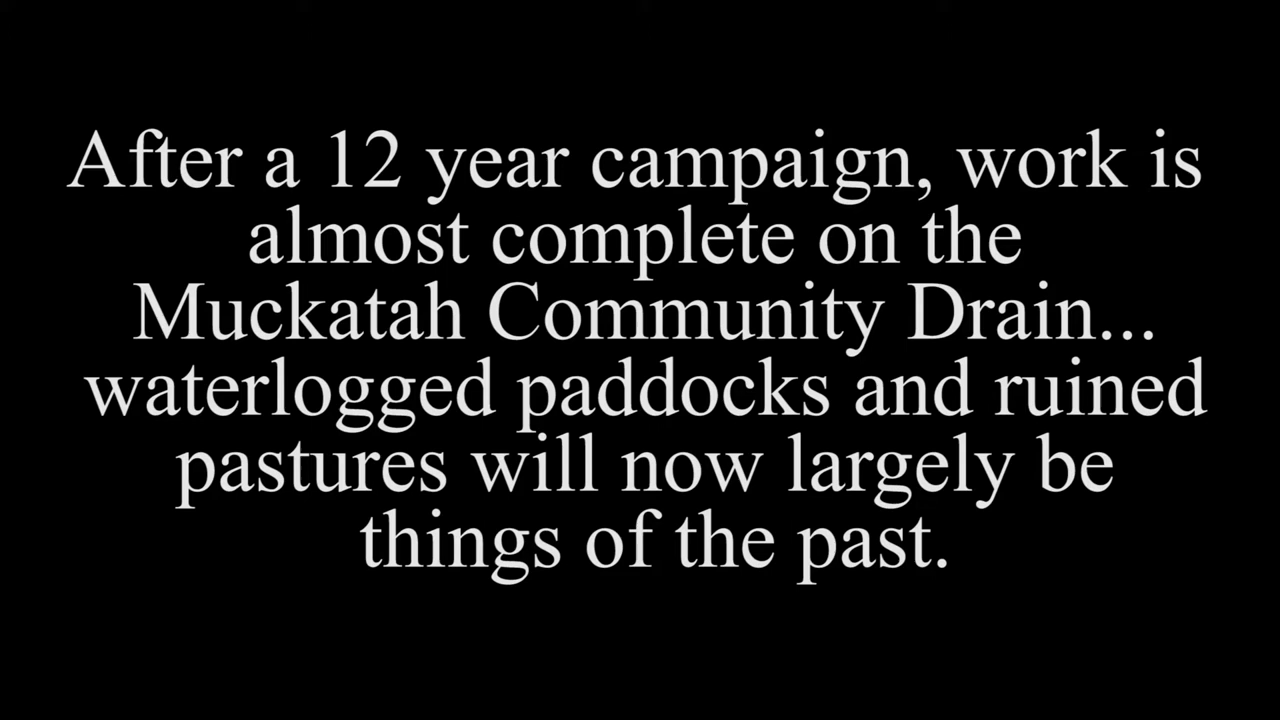 After a 12 year campaign, work is
almost complete on the
Muckatah Community Drain...
waterlogged paddocks and ruined
pastures will now largely be
things of the past.